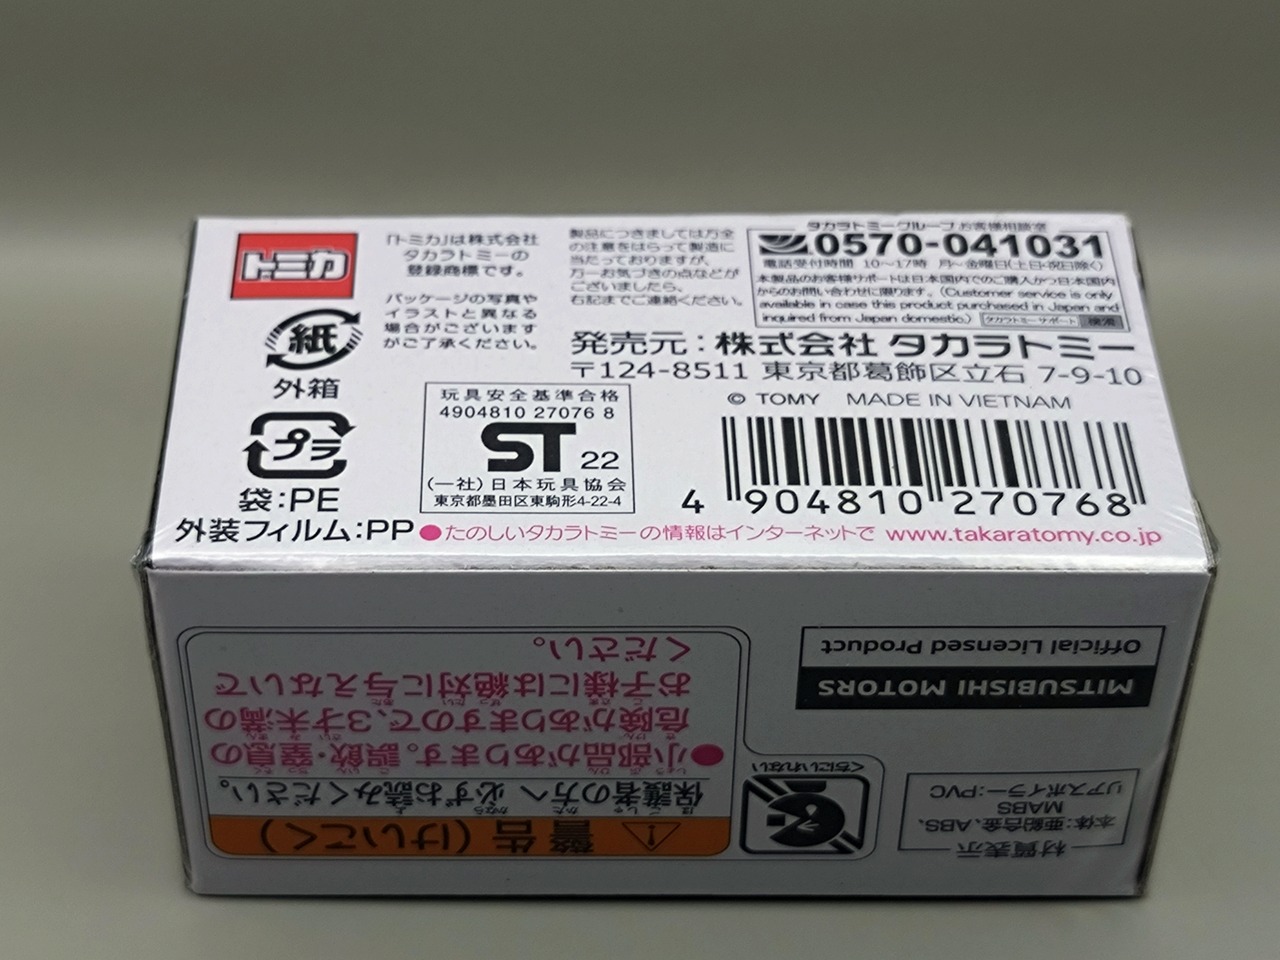 トミカ
「トミカ」は株式会社
タカラトミーの
登録商標です。
パッケージの写真や
イラストと異なる
場合がございます
がご了承ください。
紙
外箱
プラ
袋:PE
外装フィルム:PP
製品につきましては万全
の注意をはらって製造に
当たっておりますが、
万一お気づきの点などが
ございましたら、
右記までご連絡ください。
タカラトミーグループお客様相談室
0570-041031
電話受付時間 10～17時 月～金曜日(土日・祝日除く)
本製品のお客様サポートは日本国内でのご購入かつ日本国内
からのお問い合わせに限ります。(Customer service is only
available in case this product purchased in Japan and
inquired from Japan domestic.) タカラトミーサポート 検索
発売元:株式会社 タカラトミー
〒124-8511 東京都葛飾区立石 7-9-10
© TOMY MADE IN VIETNAM
玩具安全基準合格
4904810 27076 8
ST 22
(一社)日本玩具協会
東京都墨田区東駒形4-22-4
4 904810 270768
●たのしいタカラトミーの情報はインターネットで www.takaratomy.co.jp
材質表示
本体:亜鉛合金、ABS、
MABS
リアスポイラー:PVC
くちにいれない
MITSUBISHI MOTORS
Official Licensed Product
警告(けいこく)
保護者の方へ 必ずお読みください。
●小部品があります。誤飲・窒息の
危険がありますので、3才未満の
お子様には絶対に与えないで
ください。